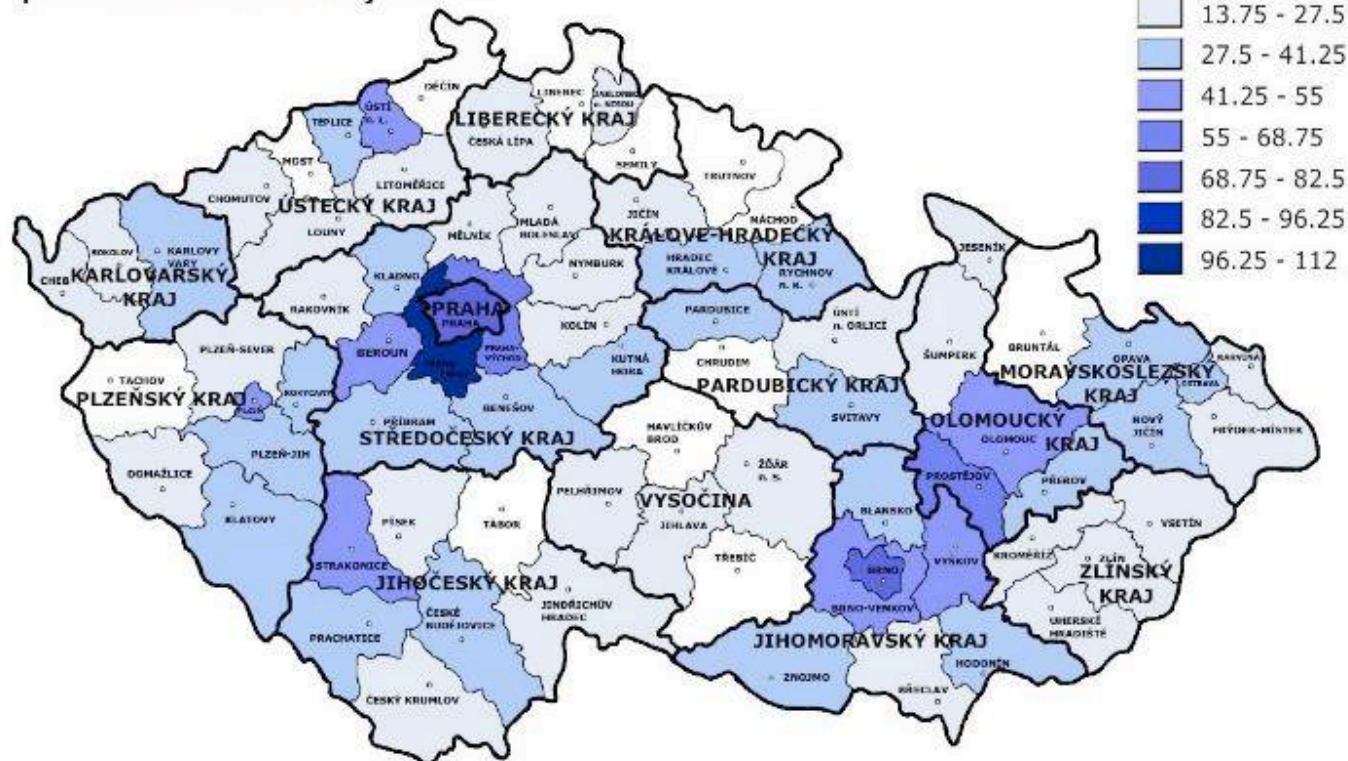 13.75 - 27.5
27.5 - 41.25
41.25 - 55
55 - 68.75
68.75 - 82.5
82.5 - 96.25
96.25 - 112
DĚČÍN
ÚSTÍ
n. L.
TEPLICE
LIBEREC
JABLONEC
n. NISOU
LIBERECKÝ KRAJ
ČESKÁ LÍPA
SEMILY
TRUTNOV
MOST
CHOMUTOV
LITOMĚŘICE
ÚSTECKÝ KRAJ
LOUNY
MĚLNÍK
MLADÁ
BOLESLAV
JIČÍN
NÁCHOD
KRÁLOVE-HRADECKÝ
KRAJ
HRADEC
KRÁLOVÉ
RYCHNOV
n. K.
JESENÍK
SOKOLOV
KARLOVY
VARY
CHEB
KARLOVARSKÝ
KRAJ
KLADNO
NYMBURK
RAKOVNÍK
PRAHA
PRAHA
PRAHA-
VÝCHOD
KOLÍN
PARDUBICE
ÚSTÍ
n. ORLICÍ
ŠUMPERK
BRUNTÁL
OPAVA
KARVINÁ
OSTRAVA
MORAVSKOSLEZSKÝ
KRAJ
PLZEŇ-SEVER
BEROUN
KUTNÁ
HORA
CHRUDIM
PARDUBICKÝ KRAJ
TACHOV
PLZEŇSKÝ KRAJ
PLZEŇ
ROKYCANY
BENEŠOV
PŘÍBRAM
STŘEDOČESKÝ KRAJ
SVITAVY
OLOMOUCKÝ
KRAJ
OLOMOUC
NOVÝ
JIČÍN
FRÝDEK-MÍSTEK
HAVLÍČKŮV
BROD
PLZEŇ-JIH
DOMAŽLICE
ŽĎÁR
n. S.
PROSTĚJOV
PŘEROV
PELHŘIMOV
VYSOČINA
JIHLAVA
BLANSKO
KLATOVY
PÍSEK
TÁBOR
VSETÍN
STRAKONICE
TŘEBÍČ
BRNO
VYŠKOV
KROMĚŘÍŽ
ZLÍN
ZLÍNSKÝ
KRAJ
JIHOČESKÝ KRAJ
JINDŘICHŮV
HRADEC
BRNO-VENKOV
UHERSKÉ
HRADIŠTĚ
PRACHATICE
ČESKÉ
BUDĚJOVICE
JIHOMORAVSKÝ KRAJ
HODONÍN
ZNOJMO
BŘECLAV
ČESKÝ KRUMLOV